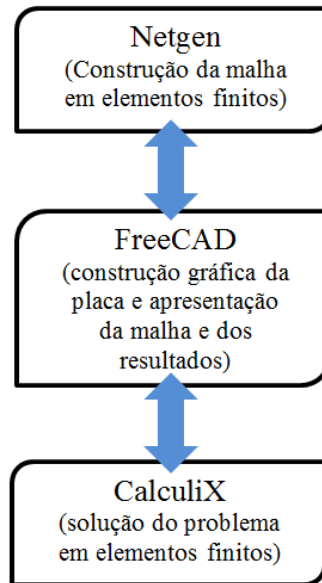 Netgen
(Construção da malha
em elementos finitos)
FreeCAD
(construção gráfica da
placa e apresentação
da malha e dos
resultados)
CalculiX
(solução do problema
em elementos finitos)